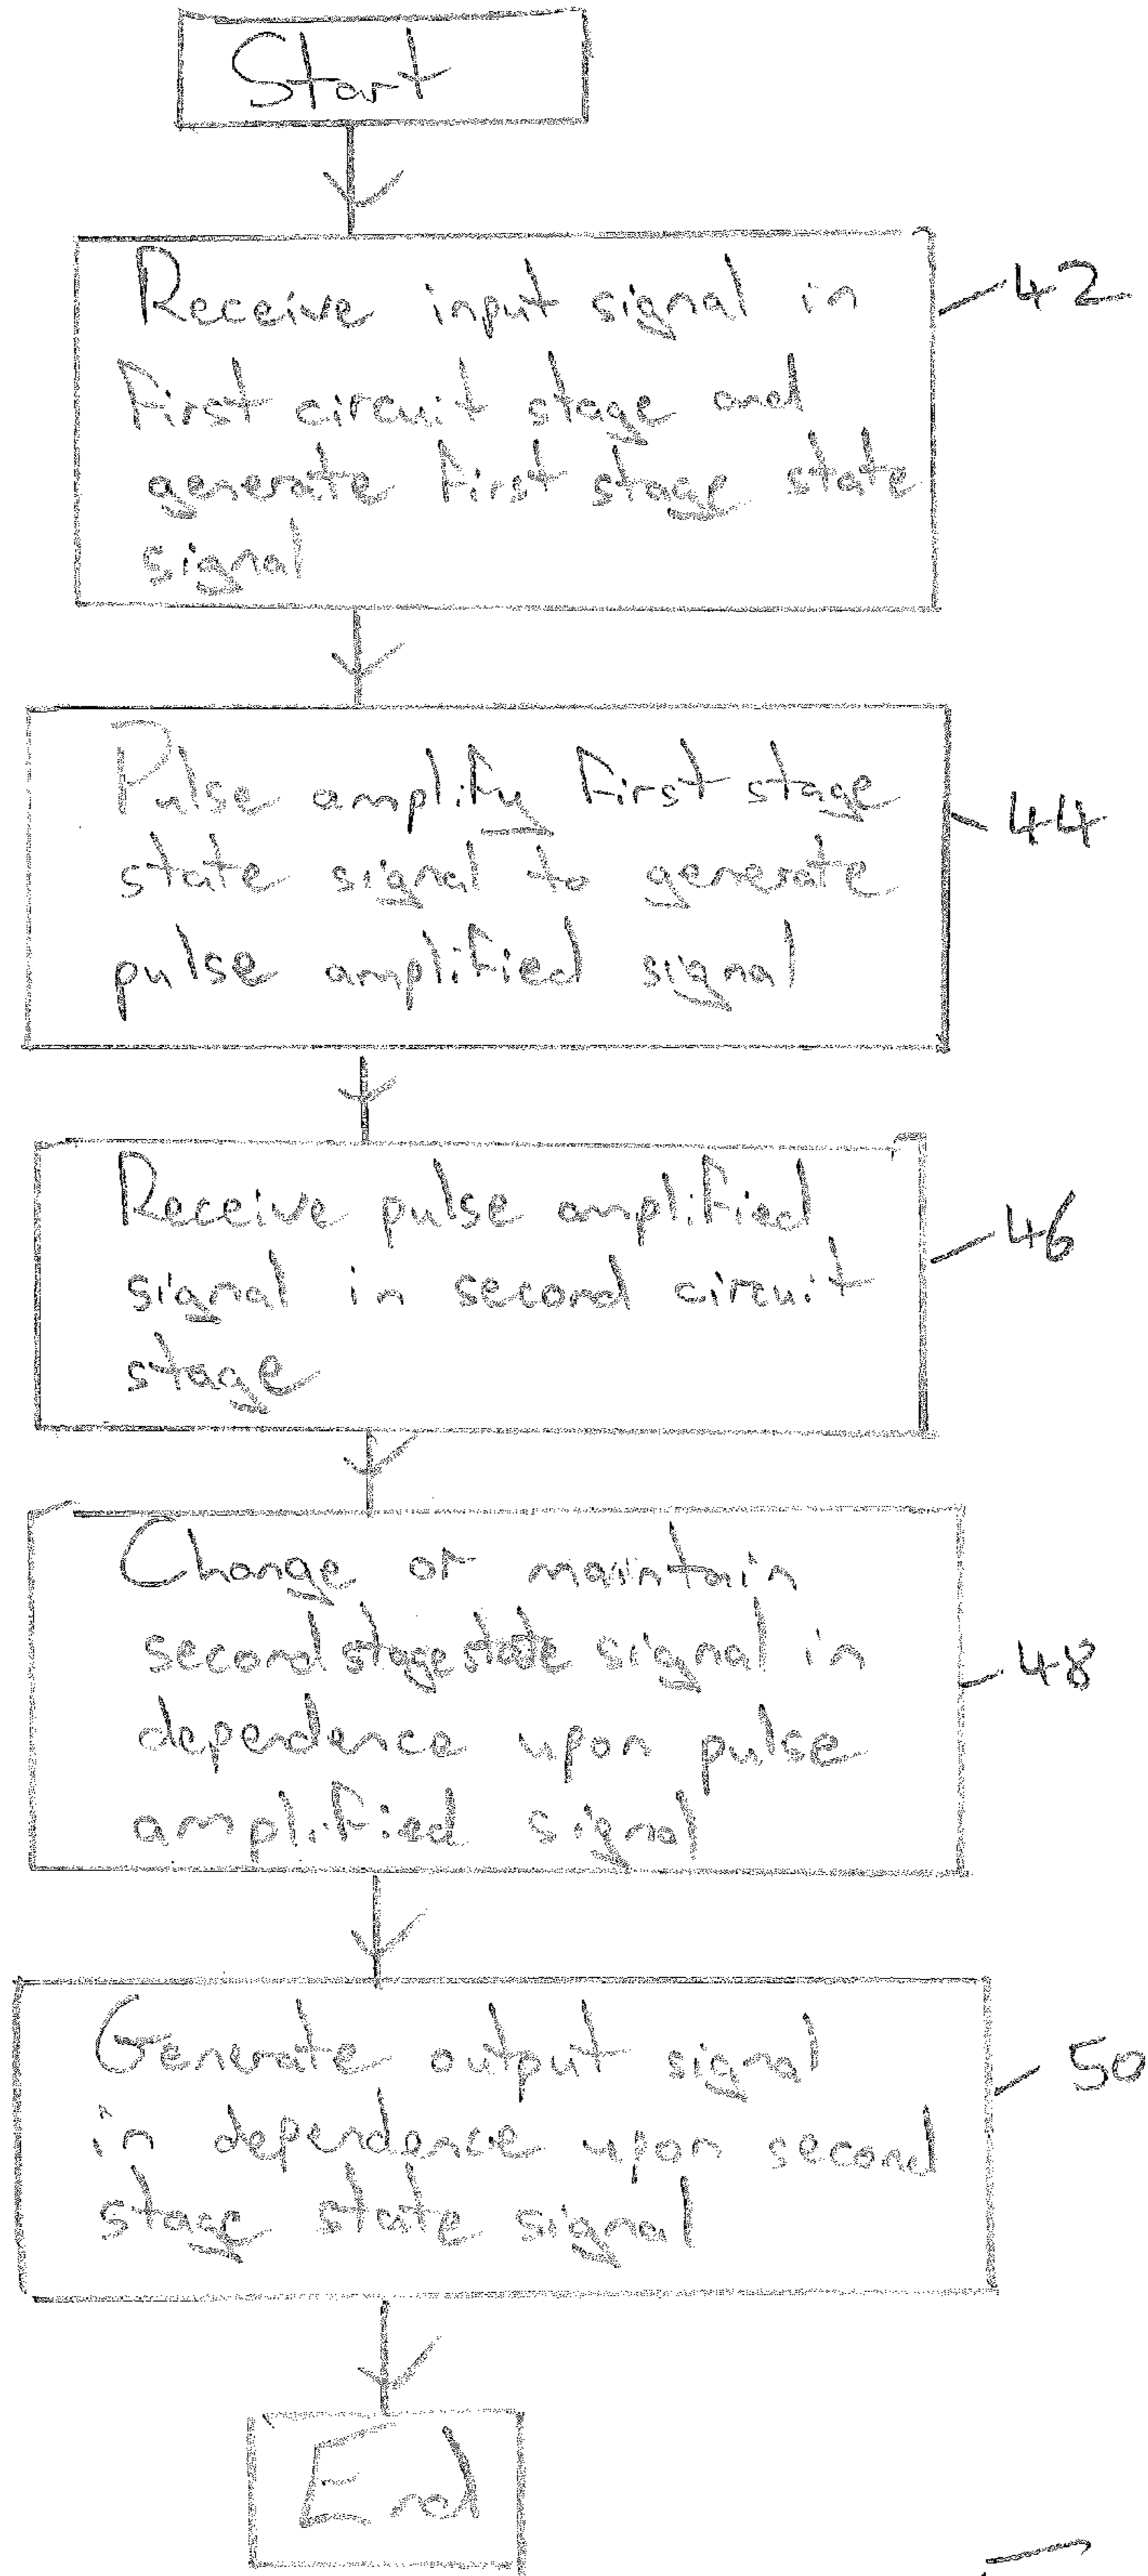 Start
Receive input signal in
first circuit stage and
generate first stage state
signal
42
Pulse amplify first stage
state signal to generate
pulse amplified signal
44
Receive pulse amplified
signal in second circuit
stage
46
Change or maintain
second stage state signal in
dependence upon pulse
amplified signal
48
Generate output signal
in dependence upon second
stage state signal
50
End